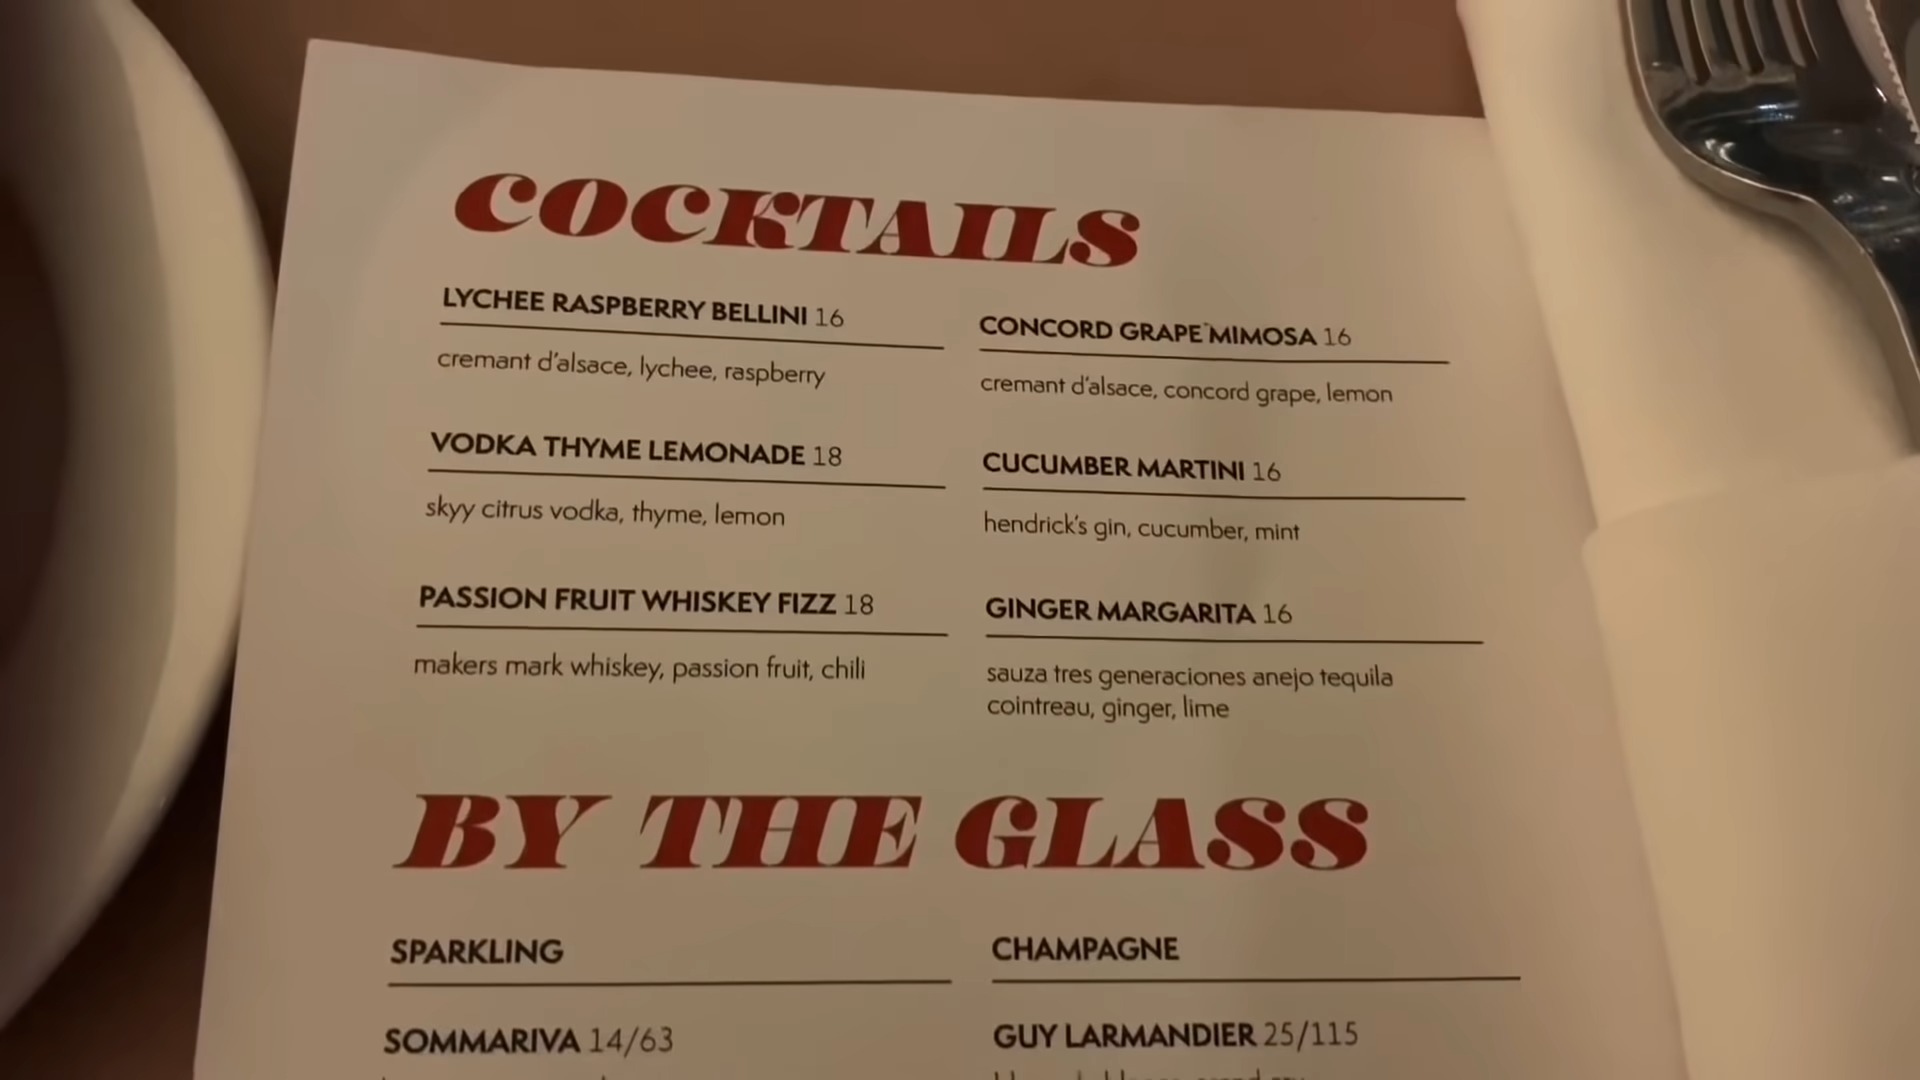 COCKTAILS
LYCHEE RASPBERRY BELLINI 16
cremant d'alsace, lychee, raspberry
VODKA THYME LEMONADE 18
skyy citrus vodka, thyme, lemon
PASSION FRUIT WHISKEY FIZZ 18
makers mark whiskey, passion fruit, chili
CONCORD GRAPE MIMOSA 16
cremant d'alsace, concord grape, lemon
CUCUMBER MARTINI 16
hendrick's gin, cucumber, mint
GINGER MARGARITA 16
sauza tres generaciones anejo tequila
cointreau, ginger, lime
BY THE GLASS
SPARKLING
SOMMARIVA 14/63
CHAMPAGNE
GUY LARMANDIER 25/115